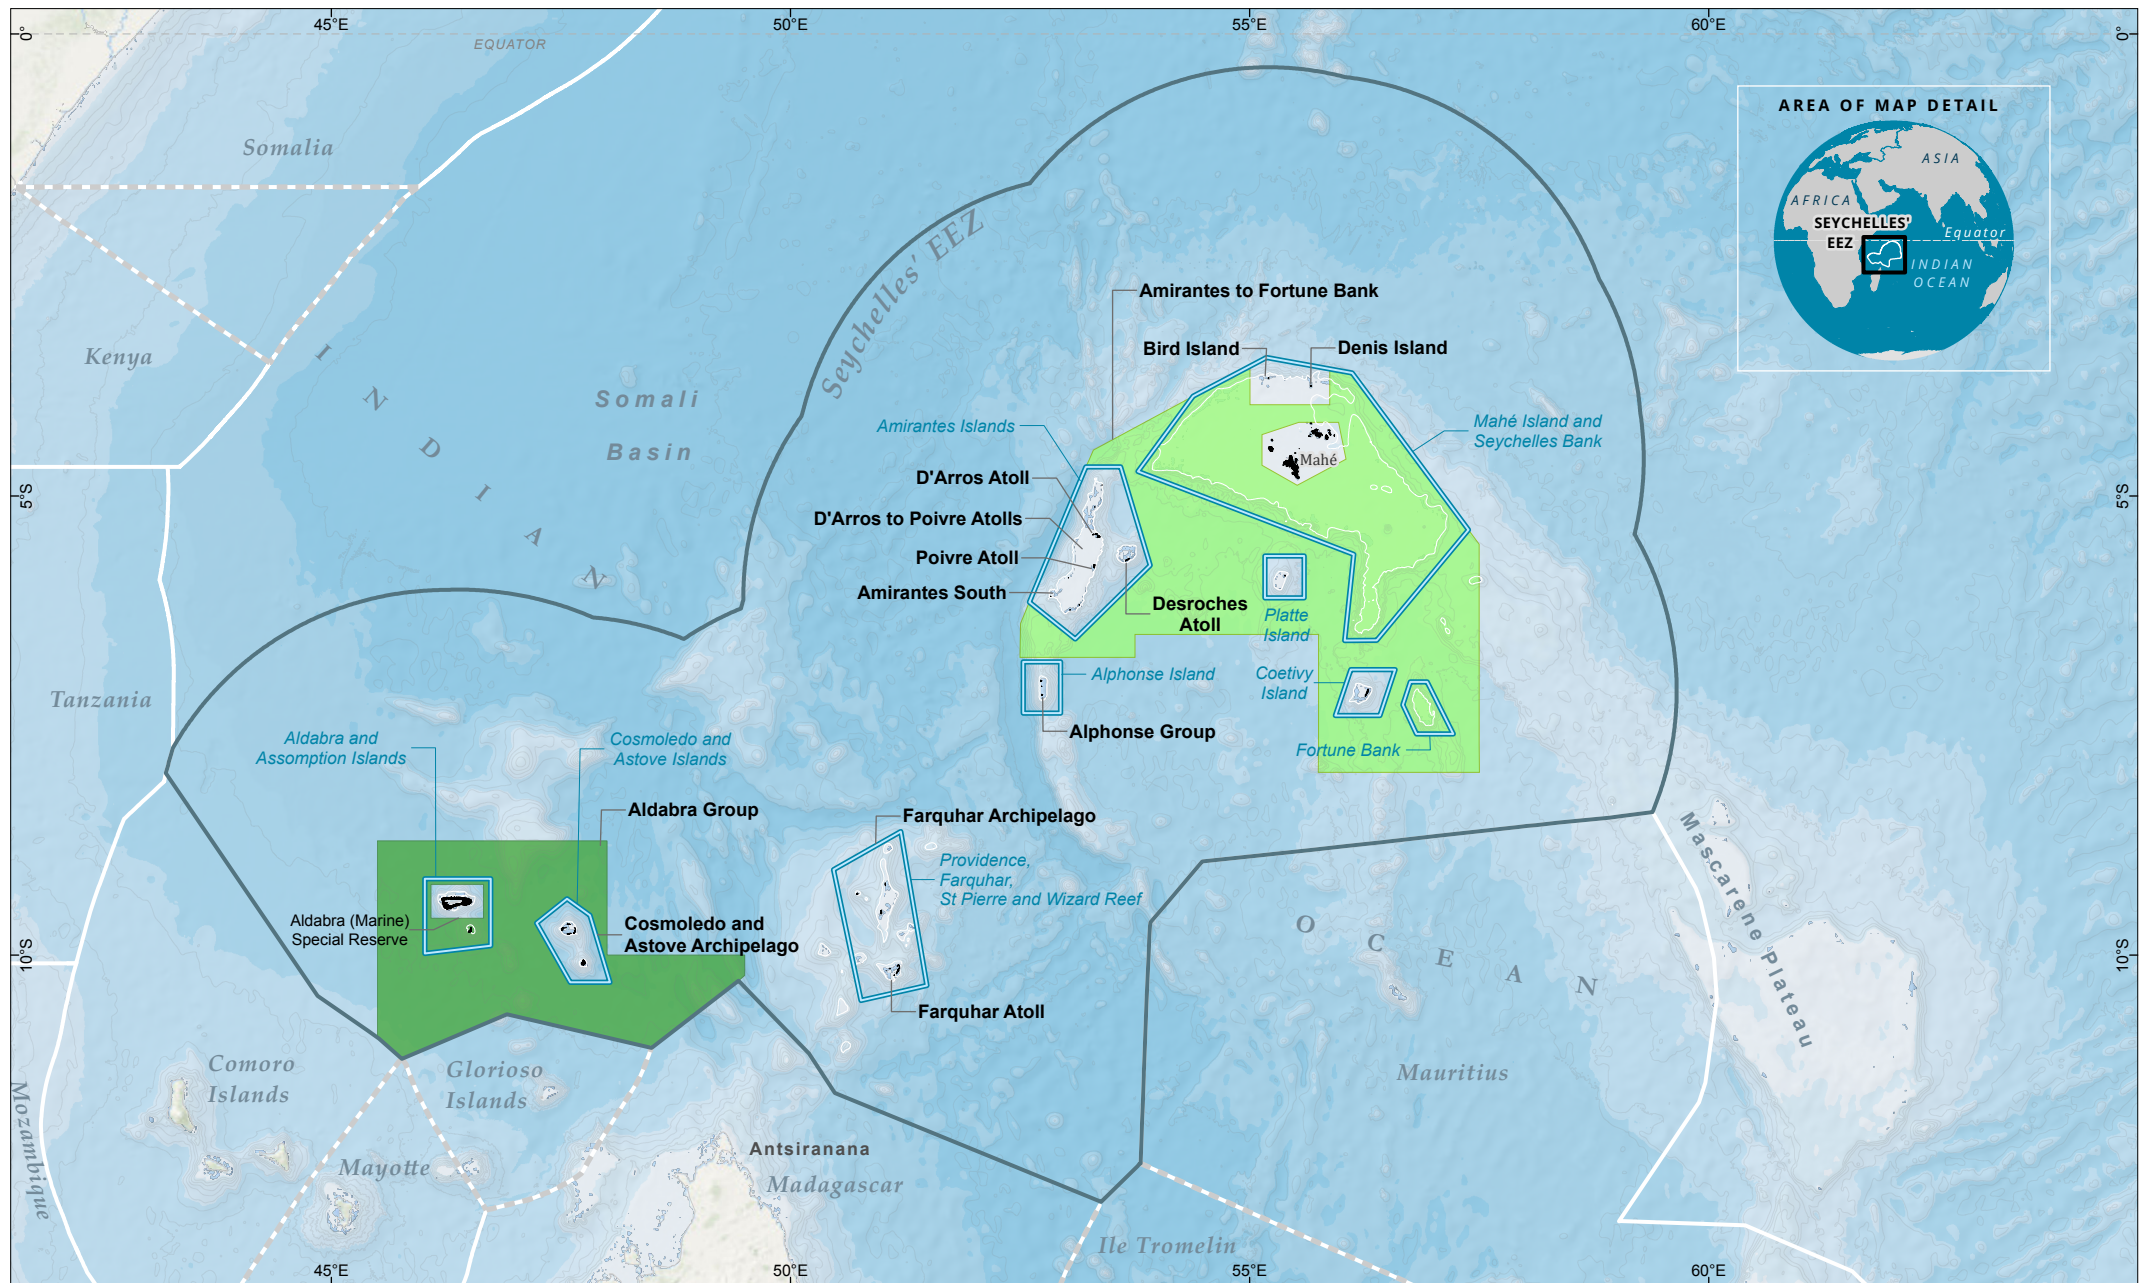 45°E
50°E
55°E
60°E
0°
0°
EQUATOR
AREA OF MAP DETAIL
ASIA
AFRICA
SEYCHELLES'
EEZ
Equator
INDIAN
OCEAN
Somalia
Seychelles' EEZ
Amirantes to Fortune Bank
Bird Island
Denis Island
Kenya
INDIAN
Somali
Basin
Amirantes Islands
Mahé Island and
Seychelles Bank
Mahé
D'Arros Atoll
5°S
5°S
D'Arros to Poivre Atolls
Poivre Atoll
Amirantes South
Desroches
Atoll
Platte
Island
Alphonse Island
Coetivy
Island
Tanzania
Alphonse Group
Fortune Bank
Aldabra and
Assomption Islands
Cosmoledo and
Astove Islands
Aldabra Group
Farquhar Archipelago
Providence,
Farquhar,
St Pierre and Wizard Reef
Mascarene Plateau
Aldabra (Marine)
Special Reserve
Cosmoledo and
Astove Archipelago
OCEAN
10°S
10°S
Farquhar Atoll
Comoro
Islands
Glorioso
Islands
Mauritius
Mozambique
Mayotte
Antsiranana
Madagascar
Ile Tromelin
45°E
50°E
55°E
60°E